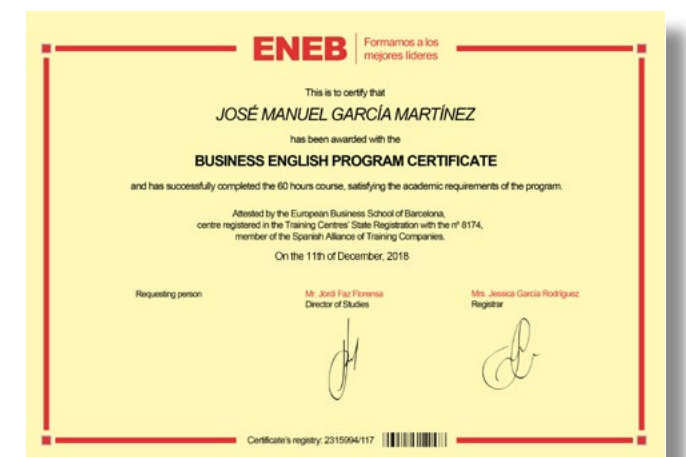 ENEB
Formamos a los
mejores líderes
This is to certify that
JOSÉ MANUEL GARCÍA MARTÍNEZ
has been awarded with the
BUSINESS ENGLISH PROGRAM CERTIFICATE
and has successfully completed the 60 hours course, satisfying the academic requirements of the program.
Attested by the European Business School of Barcelona,
centre registered in the Training Centres' State Registration with the nº 8174,
member of the Spanish Alliance of Training Companies.
On the 11th of December, 2018
Requesting person
Mr. Jordi Faz Florensa
Director of Studies
Mrs. Jessica García Rodríguez
Registrar
Certificate's registry: 2315994/117